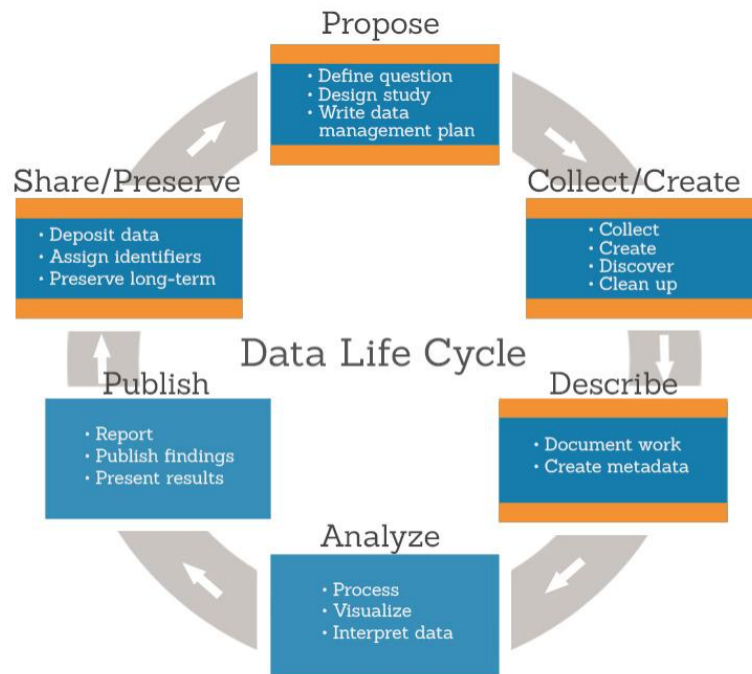 Propose
• Define question
• Design study
• Write data
management plan
Collect/Create
• Collect
• Create
• Discover
• Clean up
Describe
• Document work
• Create metadata
Analyze
• Process
• Visualize
• Interpret data
Publish
• Report
• Publish findings
• Present results
Share/Preserve
• Deposit data
• Assign identifiers
• Preserve long-term
Data Life Cycle